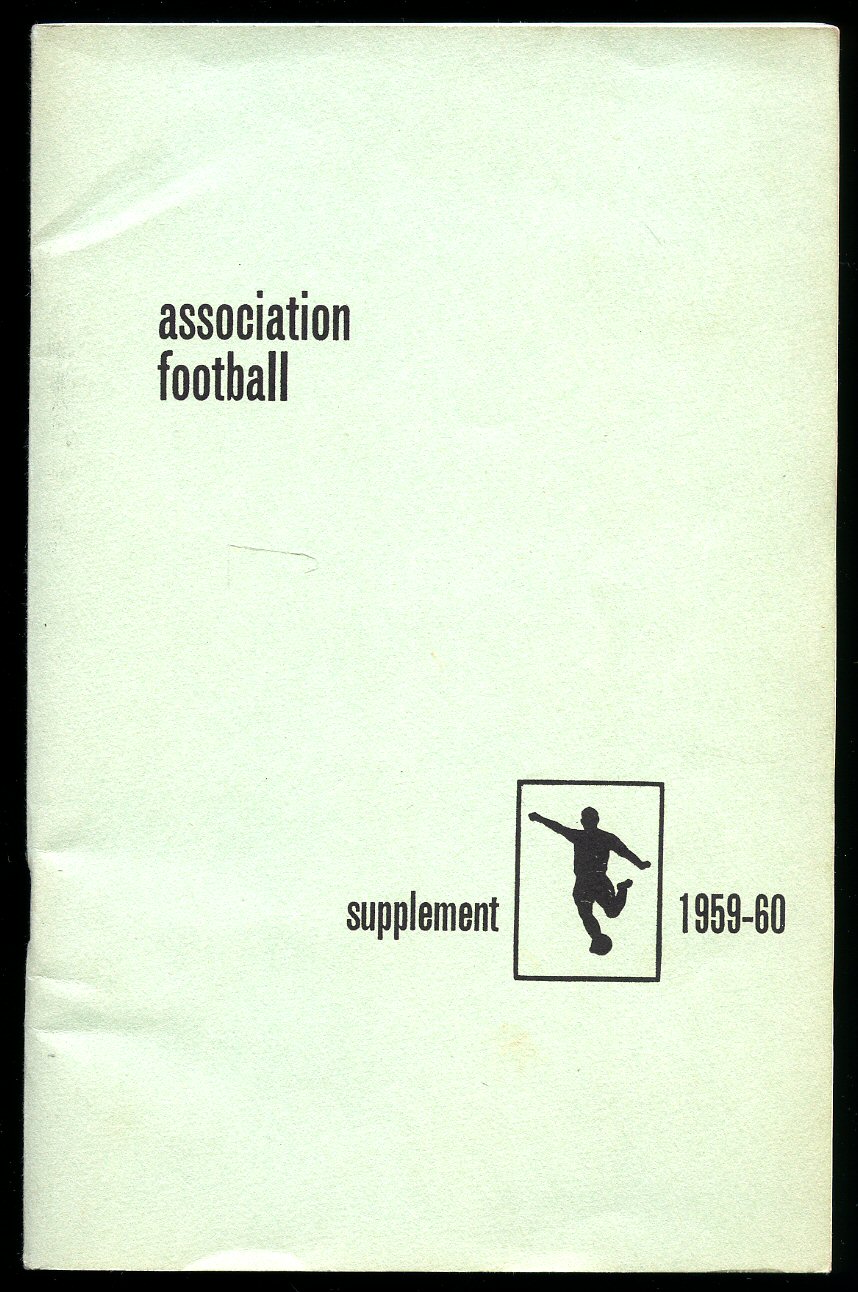 association
football
supplement 1959-60